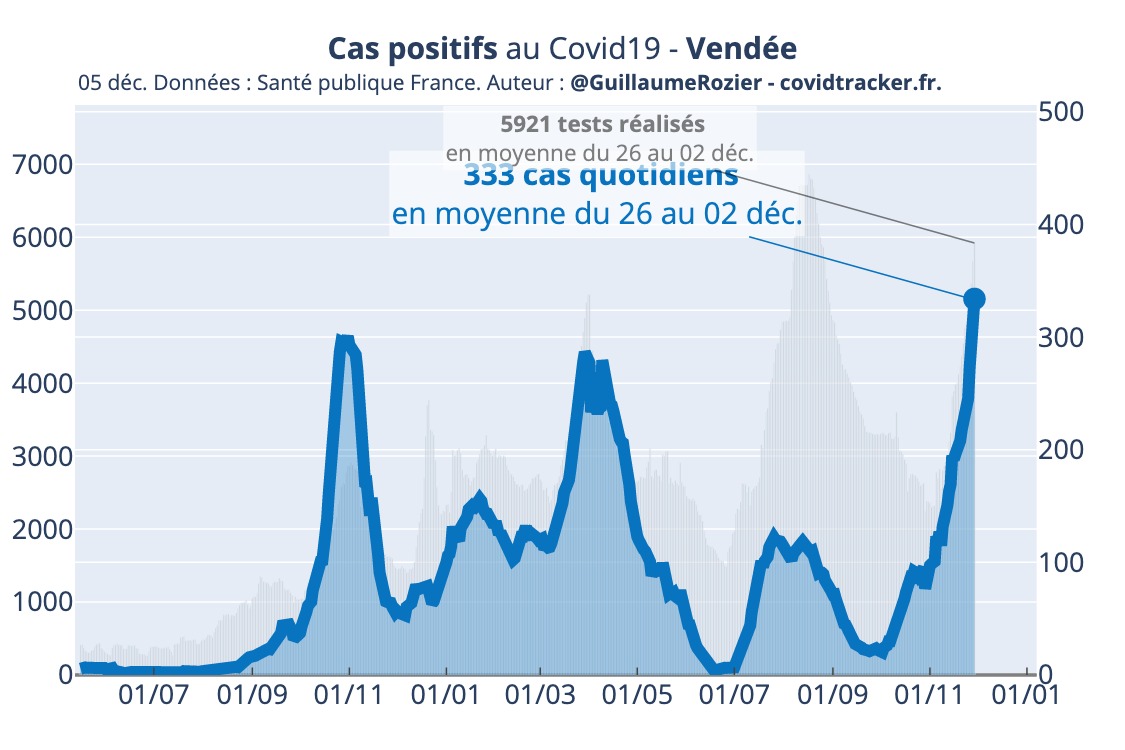 Cas positifs au Covid19 - Vendée
05 déc. Données : Santé publique France. Auteur : @GuillaumeRozier - covidtracker.fr.
5921 tests réalisés
en moyenne du 26 au 02 déc.
333 cas quotidiens
en moyenne du 26 au 02 déc.
7000
6000
5000
4000
3000
2000
1000
0
500
400
300
200
100
0
01/07 01/09 01/11 01/01 01/03 01/05 01/07 01/09 01/11 01/01